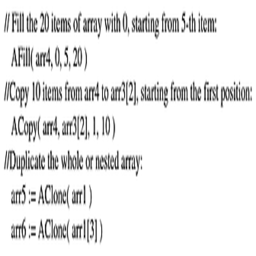 // Fill the 20 items of array with 0, starting from 5-th item:
AFill( arr4, 0, 5, 20 )
//Copy 10 items from arr4 to arr3[2], starting from the first position:
ACopy( arr4, arr3[2], 1, 10 )
//Duplicate the whole or nested array:
arr5 := AClone( arr1 )
arr6 := AClone( arr1[3] )